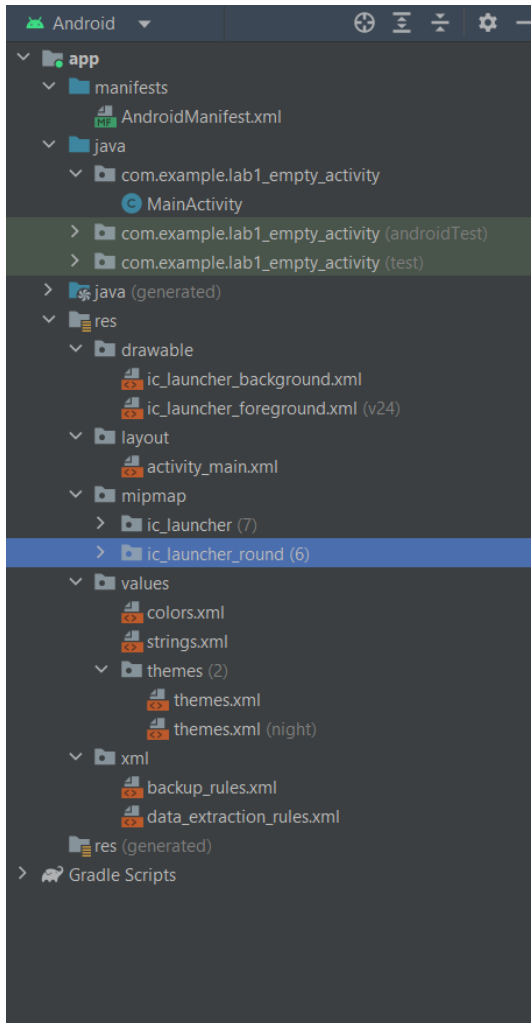 Android
app
manifests
MF AndroidManifest.xml
java
com.example.lab1_empty_activity
C MainActivity
com.example.lab1_empty_activity (androidTest)
com.example.lab1_empty_activity (test)
java (generated)
res
drawable
ic_launcher_background.xml
ic_launcher_foreground.xml (v24)
layout
activity_main.xml
mipmap
ic_launcher (7)
ic_launcher_round (6)
values
colors.xml
strings.xml
themes (2)
themes.xml
themes.xml (night)
xml
backup_rules.xml
data_extraction_rules.xml
res (generated)
Gradle Scripts